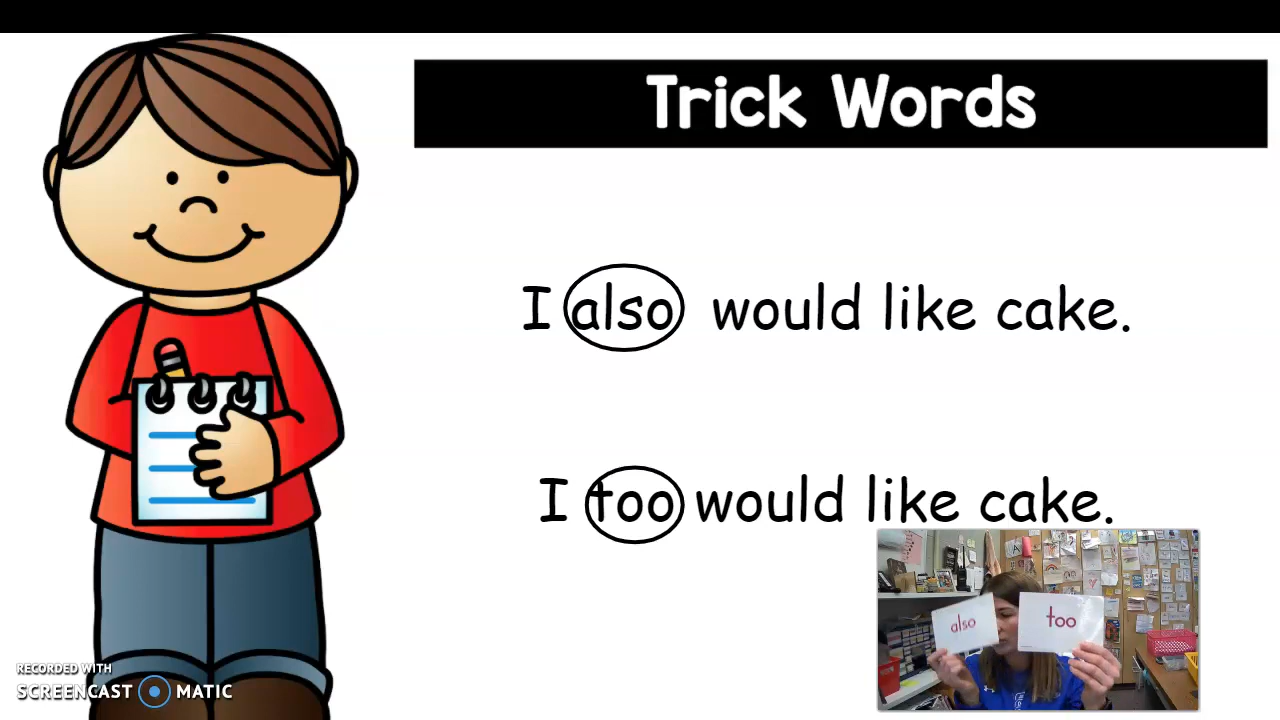 Trick Words
I also would like cake.
I too would like cake.
also too
RECORDED WITH
SCREENCAST MATIC